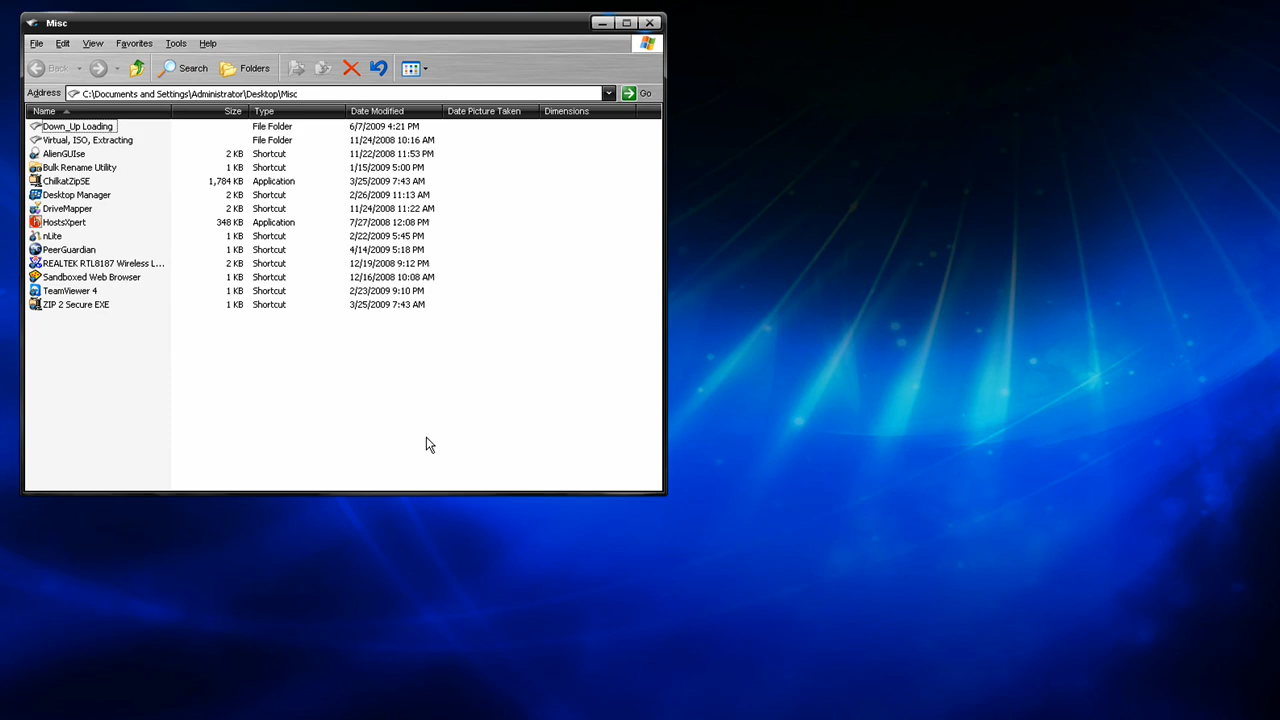 Misc
File Edit View Favorites Tools Help
Back Search Folders
Address C:\Documents and Settings\Administrator\Desktop\Misc Go
Name Size Type Date Modified Date Picture Taken Dimensions
Down_Up Loading File Folder 6/7/2009 4:21 PM
Virtual, ISO, Extracting File Folder 11/24/2008 10:16 AM
AlienGUIse 2 KB Shortcut 11/22/2008 11:53 PM
Bulk Rename Utility 1 KB Shortcut 1/15/2009 5:00 PM
ChilkatZipSE 1,784 KB Application 3/25/2009 7:43 AM
Desktop Manager 2 KB Shortcut 2/26/2009 11:13 AM
DriveMapper 2 KB Shortcut 11/24/2008 11:22 AM
HostsXpert 348 KB Application 7/27/2008 12:08 PM
nLite 1 KB Shortcut 2/22/2009 5:45 PM
PeerGuardian 1 KB Shortcut 4/14/2009 5:18 PM
REALTEK RTL8187 Wireless L... 2 KB Shortcut 12/19/2008 9:12 PM
Sandboxed Web Browser 1 KB Shortcut 12/16/2008 10:08 AM
TeamViewer 4 1 KB Shortcut 2/23/2009 9:10 PM
ZIP 2 Secure EXE 1 KB Shortcut 3/25/2009 7:43 AM